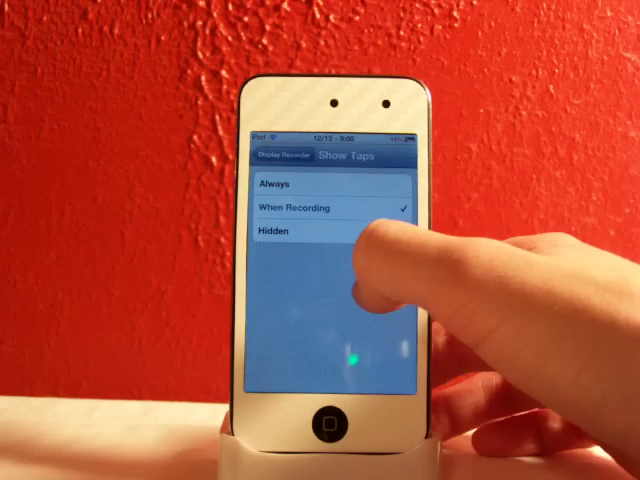 iPod 12/13 - 9:00
Display Recorder Show Taps
Always
When Recording
Hidden